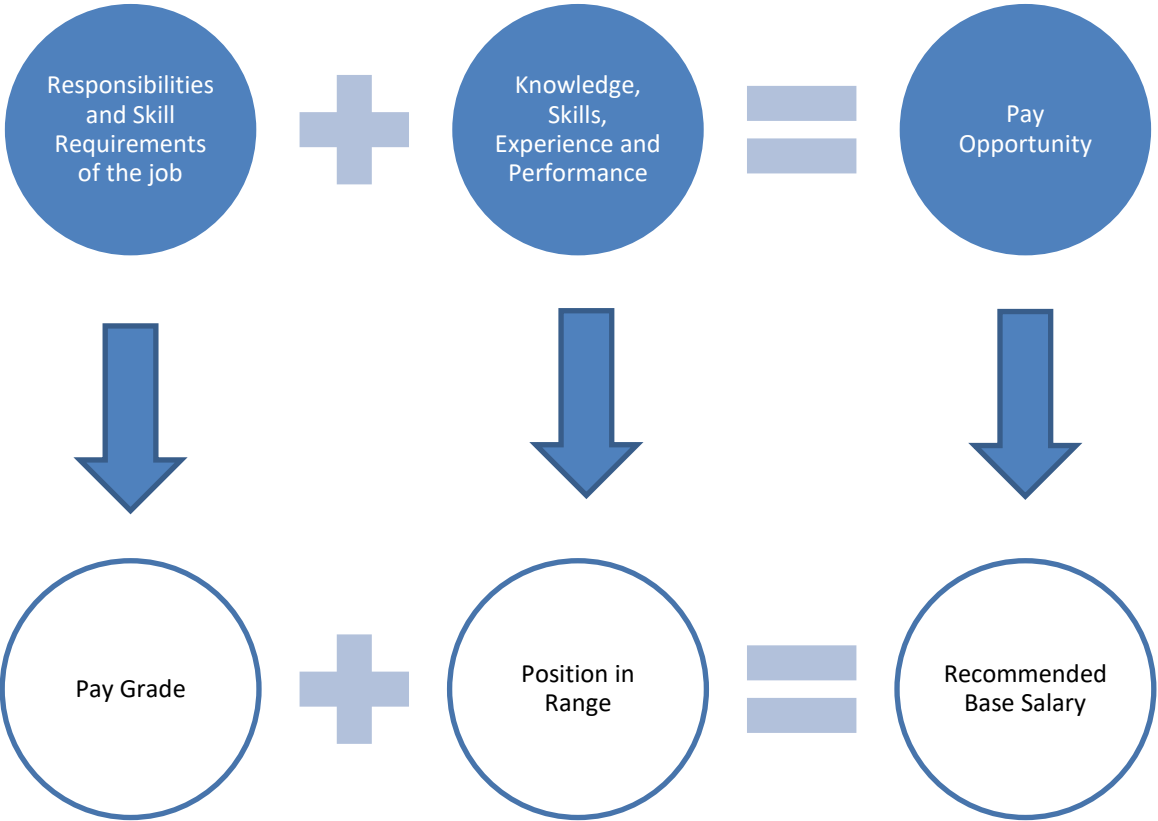 Responsibilities
and Skill
Requirements
of the job
Knowledge,
Skills,
Experience and
Performance
Pay
Opportunity
Pay Grade
Position in
Range
Recommended
Base Salary